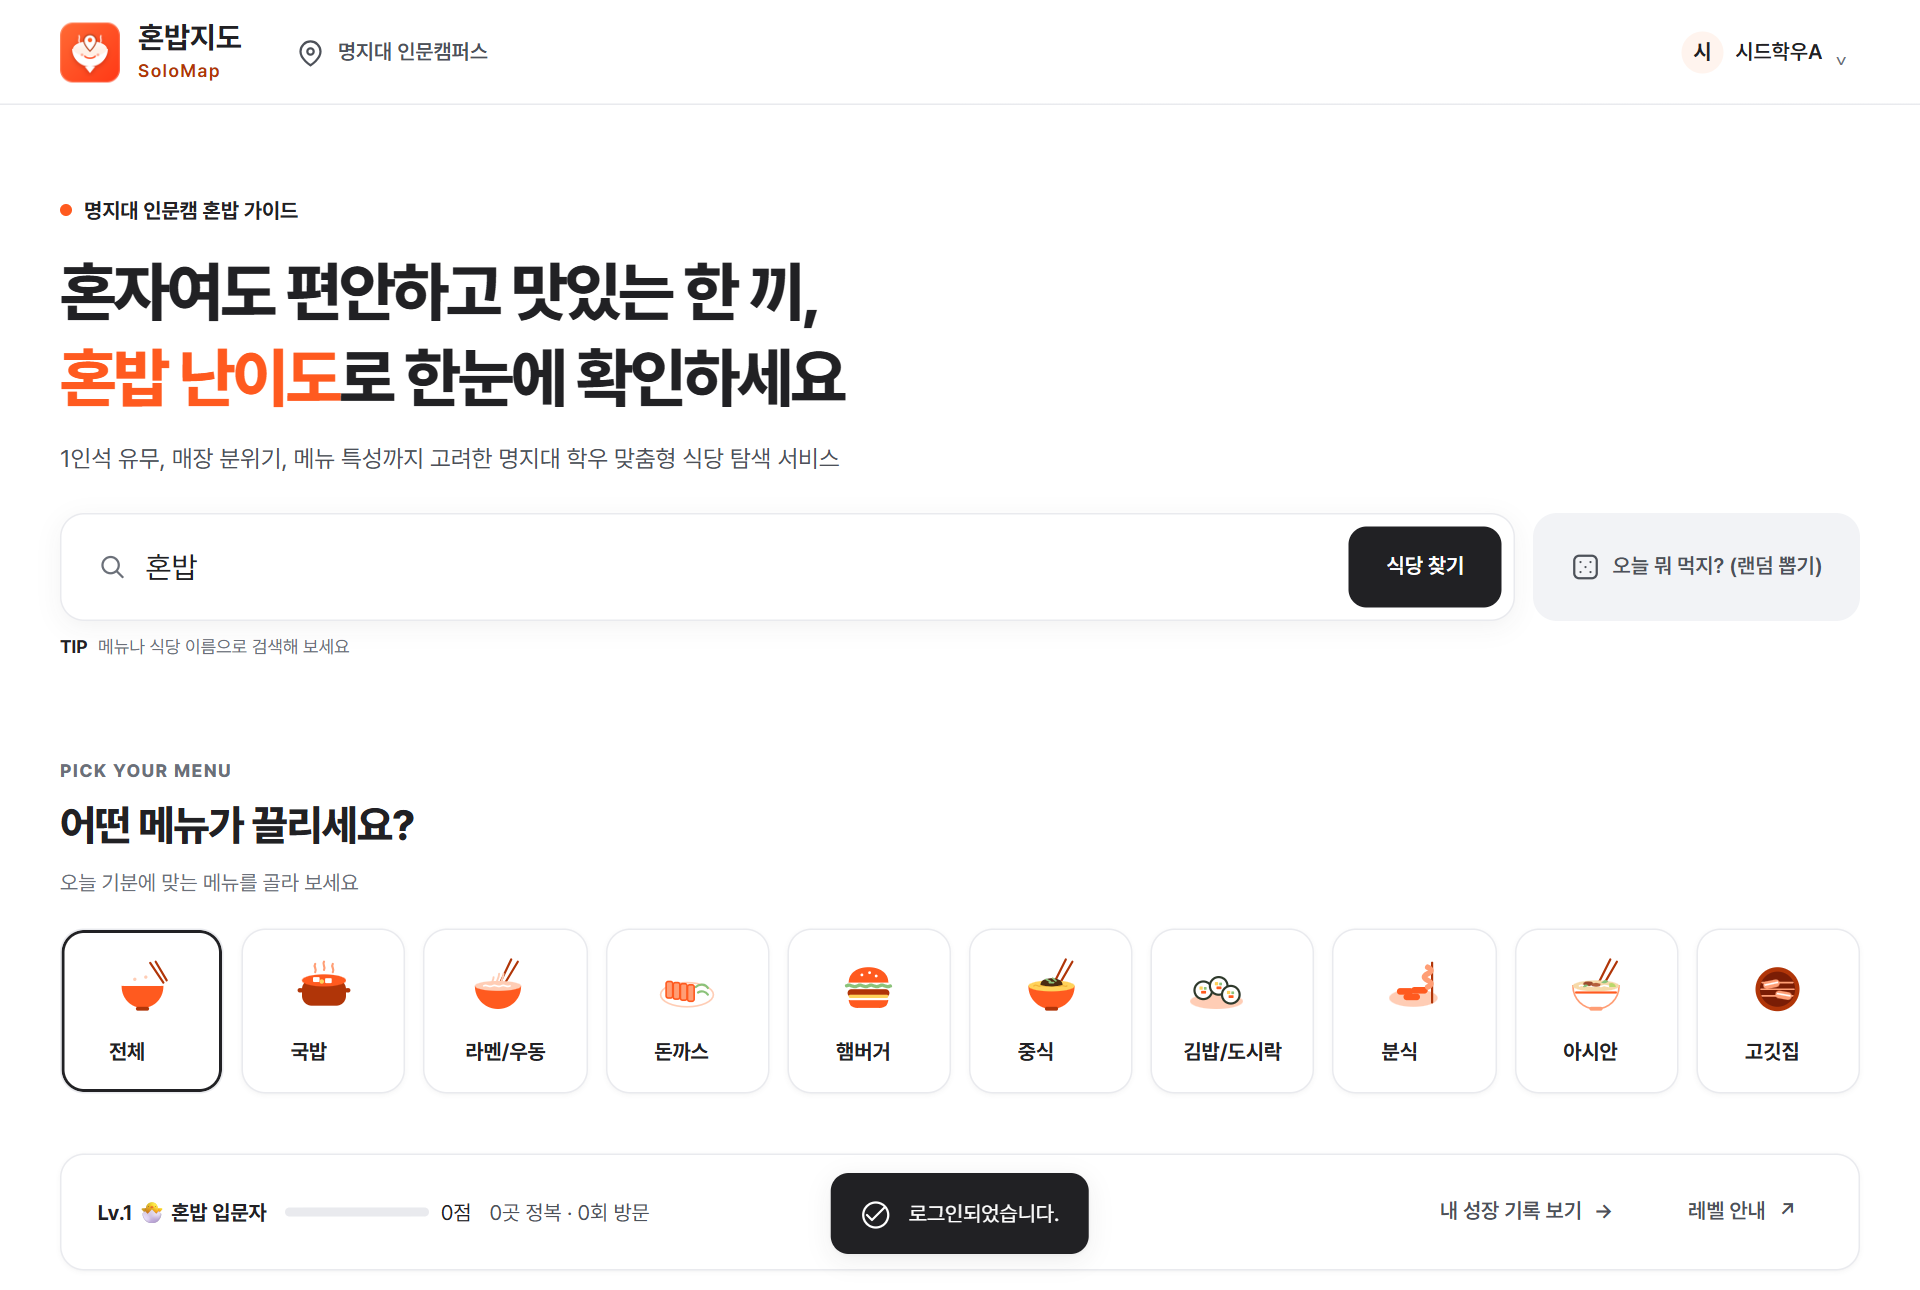 혼밥지도
SoloMap
명지대 인문캠퍼스
시
시드학우A
명지대 인문캠 혼밥 가이드
혼자여도 편안하고 맛있는 한 끼,
혼밥 난이도로 한눈에 확인하세요
1인석 유무, 매장 분위기, 메뉴 특성까지 고려한 명지대 학우 맞춤형 식당 탐색 서비스
혼밥
식당 찾기
오늘 뭐 먹지? (랜덤 뽑기)
TIP 메뉴나 식당 이름으로 검색해 보세요
PICK YOUR MENU
어떤 메뉴가 끌리세요?
오늘 기분에 맞는 메뉴를 골라 보세요
전체
국밥
라멘/우동
돈까스
햄버거
중식
김밥/도시락
분식
아시안
고깃집
Lv.1 🐣 혼밥 입문자 0점 0곳 정복 · 0회 방문
로그인되었습니다.
내 성장 기록 보기 →
레벨 안내 ↗